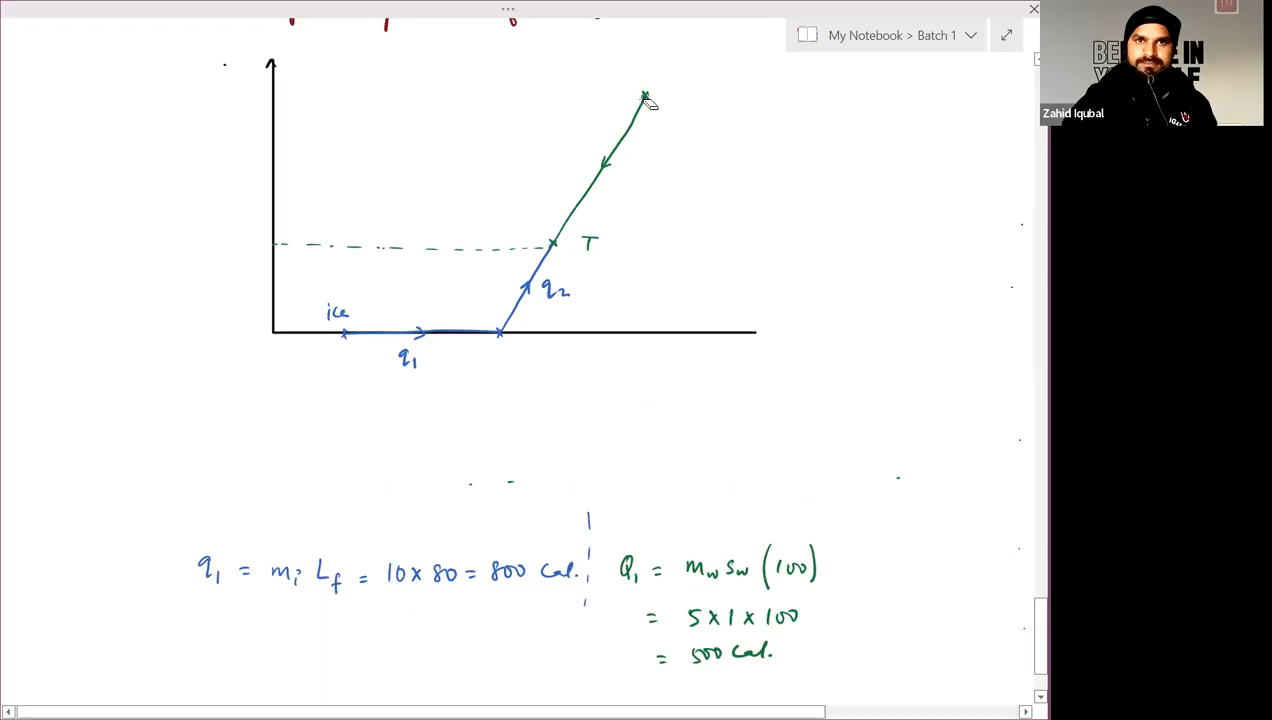 My Notebook > Batch 1
Zahid Iqubal
T
q2
ice
q1
q1 = mi Lf = 10 x 80 = 800 Cal.
Q1 = mw sw (100)
= 5 x 1 x 100
= 500 Cal.